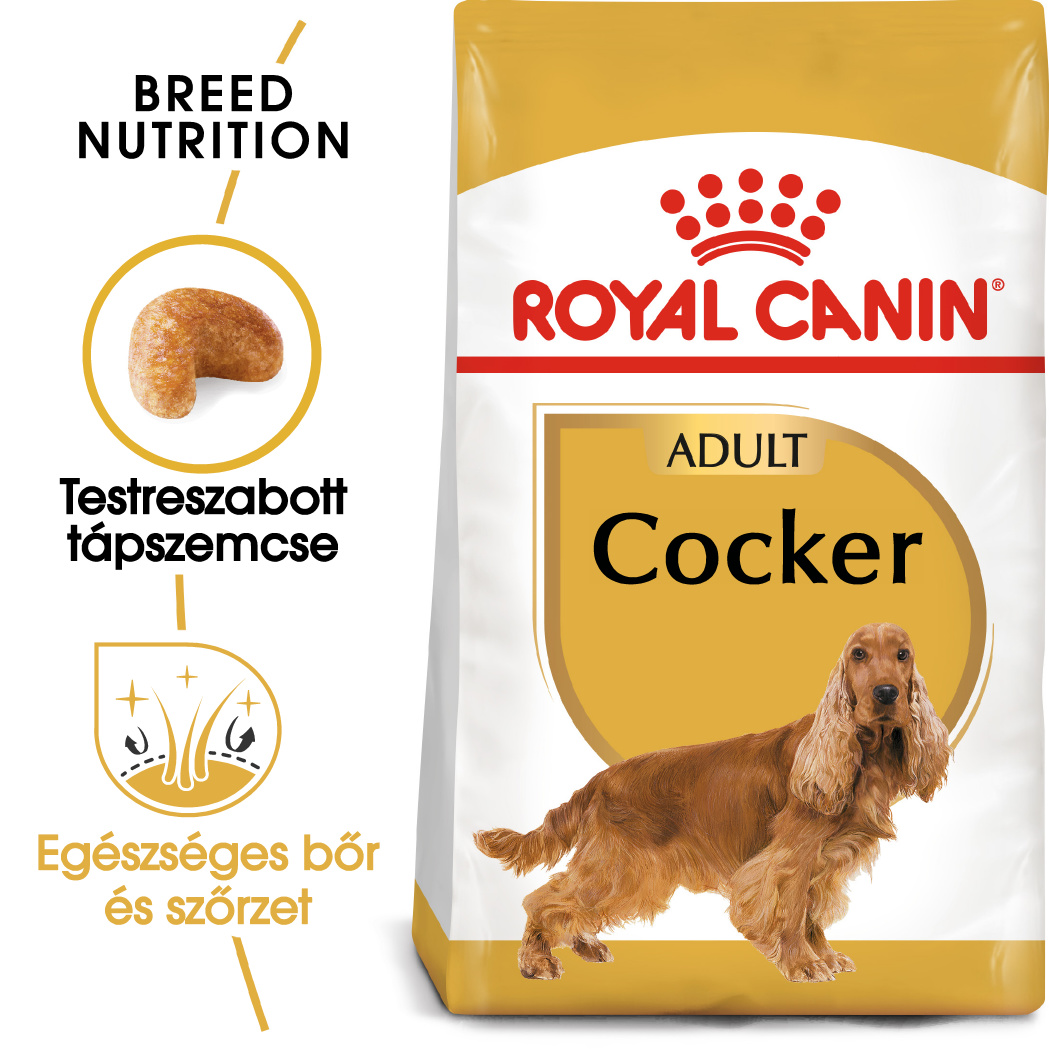 BREED
NUTRITION
Testreszabott
tápszemcse
Egészséges bőr
és szőrzet
ROYAL CANIN®
ADULT
Cocker